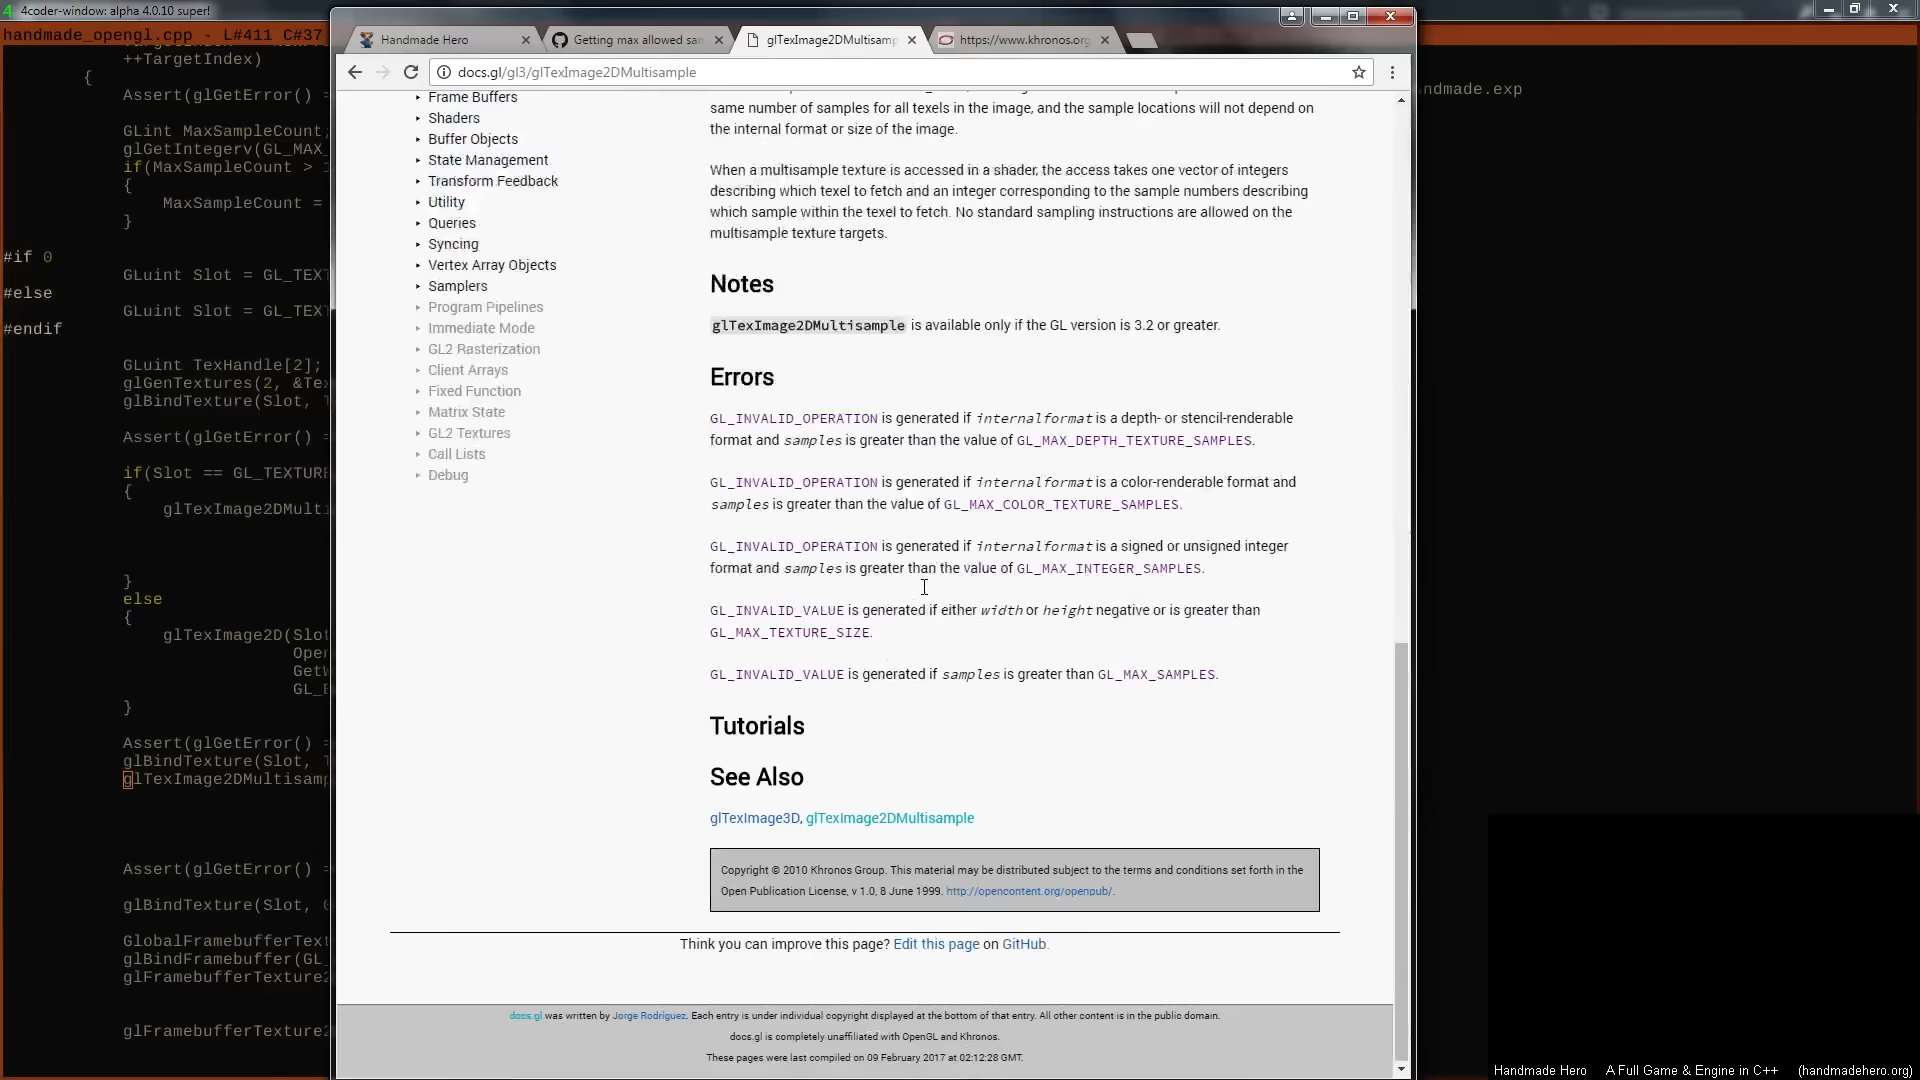 4coder-window: alpha 4.0.10 super!
handmade_opengl.cpp - L#411 C#37
++TargetIndex)
{
Assert(glGetError() =
GLint MaxSampleCount;
glGetIntegerv(GL_MAX_
if(MaxSampleCount >
{
MaxSampleCount =
}
#if 0
GLuint Slot = GL_TEXT
#else
GLuint Slot = GL_TEXT
#endif
GLuint TexHandle[2];
glGenTextures(2, &Tex
glBindTexture(Slot,
Assert(glGetError() =
if(Slot == GL_TEXTURE
{
glTexImage2DMulti
}
else
{
glTexImage2D(Slot
Oper
GetW
}
Assert(glGetError() =
glBindTexture(Slot,
glTexImage2DMultisamp
Assert(glGetError() =
glBindTexture(Slot, 0
GlobalFramebufferText
glBindFramebuffer(GL_
glFramebufferTexture2
glFramebufferTexture2
ndmade.exp
Handmade Hero
Getting max allowed sam
glTexImage2DMultisamp
https://www.khronos.org
docs.gl/gl3/glTexImage2DMultisample
Frame Buffers
Shaders
Buffer Objects
State Management
Transform Feedback
Utility
Queries
Syncing
Vertex Array Objects
Samplers
Program Pipelines
Immediate Mode
GL2 Rasterization
Client Arrays
Fixed Function
Matrix State
GL2 Textures
Call Lists
Debug
same number of samples for all texels in the image, and the sample locations will not depend on
the internal format or size of the image.
When a multisample texture is accessed in a shader, the access takes one vector of integers
describing which texel to fetch and an integer corresponding to the sample numbers describing
which sample within the texel to fetch. No standard sampling instructions are allowed on the
multisample texture targets.
Notes
glTexImage2DMultisample is available only if the GL version is 3.2 or greater.
Errors
GL_INVALID_OPERATION is generated if internalformat is a depth- or stencil-renderable
format and samples is greater than the value of GL_MAX_DEPTH_TEXTURE_SAMPLES.
GL_INVALID_OPERATION is generated if internalformat is a color-renderable format and
samples is greater than the value of GL_MAX_COLOR_TEXTURE_SAMPLES.
GL_INVALID_OPERATION is generated if internalformat is a signed or unsigned integer
format and samples is greater than the value of GL_MAX_INTEGER_SAMPLES.
GL_INVALID_VALUE is generated if either width or height negative or is greater than
GL_MAX_TEXTURE_SIZE.
GL_INVALID_VALUE is generated if samples is greater than GL_MAX_SAMPLES.
Tutorials
See Also
glTexImage3D, glTexImage2DMultisample
Copyright © 2010 Khronos Group. This material may be distributed subject to the terms and conditions set forth in the
Open Publication License, v 1.0, 8 June 1999. http://opencontent.org/openpub/.
Think you can improve this page? Edit this page on GitHub.
docs.gl was written by Jorge Rodríguez. Each entry is under individual copyright displayed at the bottom of that entry. All other content is in the public domain.
docs.gl is completely unaffiliated with OpenGL and Khronos.
These pages were last compiled on 09 February 2017 at 02:12:28 GMT.
Handmade Hero A Full Game & Engine in C++ (handmadehero.org)